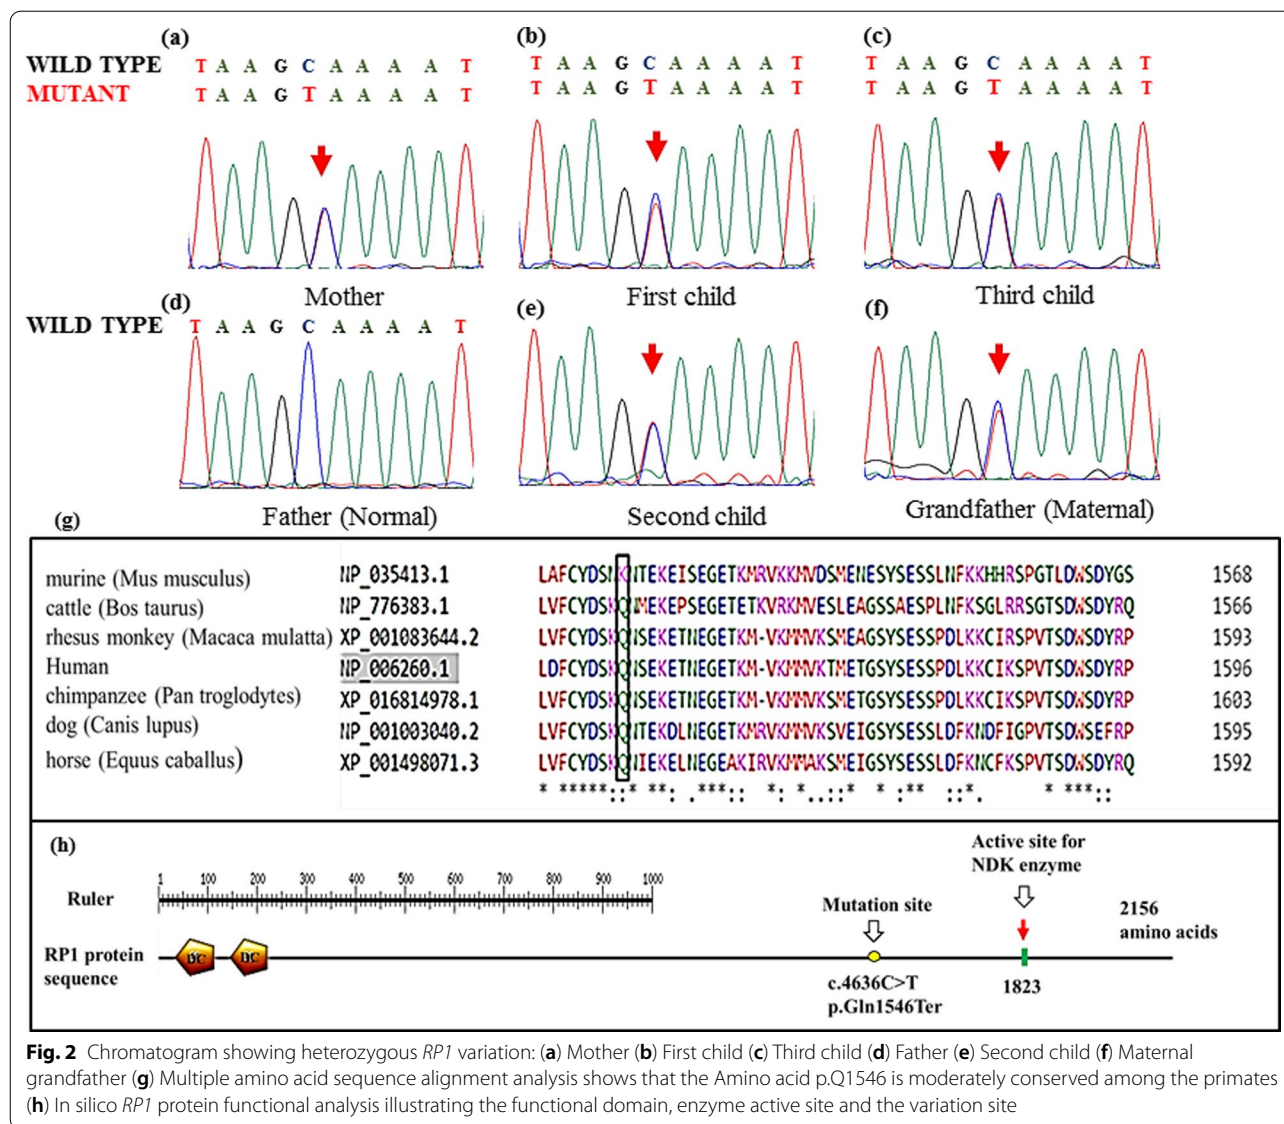 (a)
(b)
(c)
WILD TYPE T A A G C A A A A T
T A A G C A A A A T
T A A G C A A A A T
MUTANT T A A G T A A A A T
T A A G T A A A A T
T A A G T A A A A T
Mother
First child
Third child
(d)
(e)
(f)
WILD TYPE T A A G C A A A A T
Father (Normal)
Second child
Grandfather (Maternal)
(g)
murine (Mus musculus) NP_035413.1 LAFCYDSNKNTEKEISEGETKMRVKKMVDSMENESYSESSLNFKKHHRSPGTLDWSDYGS 1568
cattle (Bos taurus) NP_776383.1 LVFCYDSKQNMEKEPSEGETETKVRKMVESLEAGSSAESPLNFKSGLRRSGTSDWSDYRQ 1566
rhesus monkey (Macaca mulatta) XP_001083644.2 LVFCYDSKQNSEKETNEGETKM-VKMMVKSMEAGSYSESSPDLKKCIRSPVTSDWSDYRP 1593
Human NP_006260.1 LDFCYDSKQNSEKETNEGETKM-VKMMVKTMETGSYSESSPDLKKCIKSPVTSDWSDYRP 1596
chimpanzee (Pan troglodytes) XP_016814978.1 LVFCYDSKQNSEKETNEGETKM-VKMMVKSMETGSYSESSPDLKKCIKSPVTSDWSDYRP 1603
dog (Canis lupus) NP_001003040.2 LVFCYDSKQNTEKDLNEGETKMRVKMMVKSVEIGSYSESSLDFKNDFIGPVTSDWSEFRP 1595
horse (Equus caballus) XP_001498071.3 LVFCYDSKQNIEKELNEGEAKIRVKMMAKSMEIGSYSESSLDFKNCFKSPVTSDWSDYRQ 1592
* *****::* **: .***:: *: *..::* * :** ::*. * ***::
(h)
Ruler
1 100 200 300 400 500 600 700 800 900 1000
Active site for
NDK enzyme
Mutation site
2156
amino acids
RP1 protein
sequence
DC DC
c.4636C>T
p.Gln1546Ter
1823
Fig. 2 Chromatogram showing heterozygous RP1 variation: (a) Mother (b) First child (c) Third child (d) Father (e) Second child (f) Maternal
grandfather (g) Multiple amino acid sequence alignment analysis shows that the Amino acid p.Q1546 is moderately conserved among the primates
(h) In silico RP1 protein functional analysis illustrating the functional domain, enzyme active site and the variation site